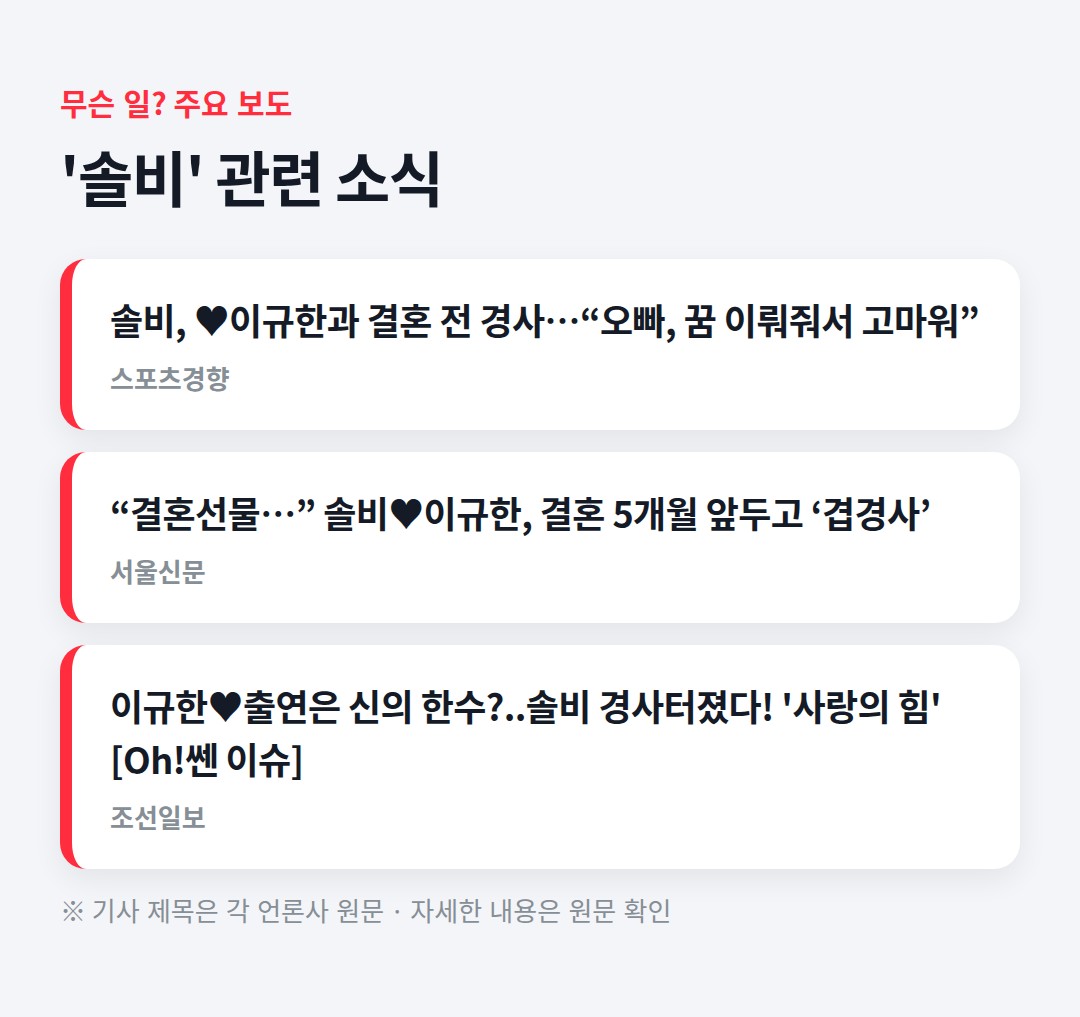 무슨 일? 주요 보도
'솔비' 관련 소식
솔비, ♥이규한과 결혼 전 경사…“오빠, 꿈 이뤄줘서 고마워”
스포츠경향
“결혼선물…” 솔비♥이규한, 결혼 5개월 앞두고 ‘겹경사’
서울신문
이규한♥출연은 신의 한수?..솔비 경사터졌다! '사랑의 힘'
[Oh!쎈 이슈]
조선일보
※ 기사 제목은 각 언론사 원문 · 자세한 내용은 원문 확인